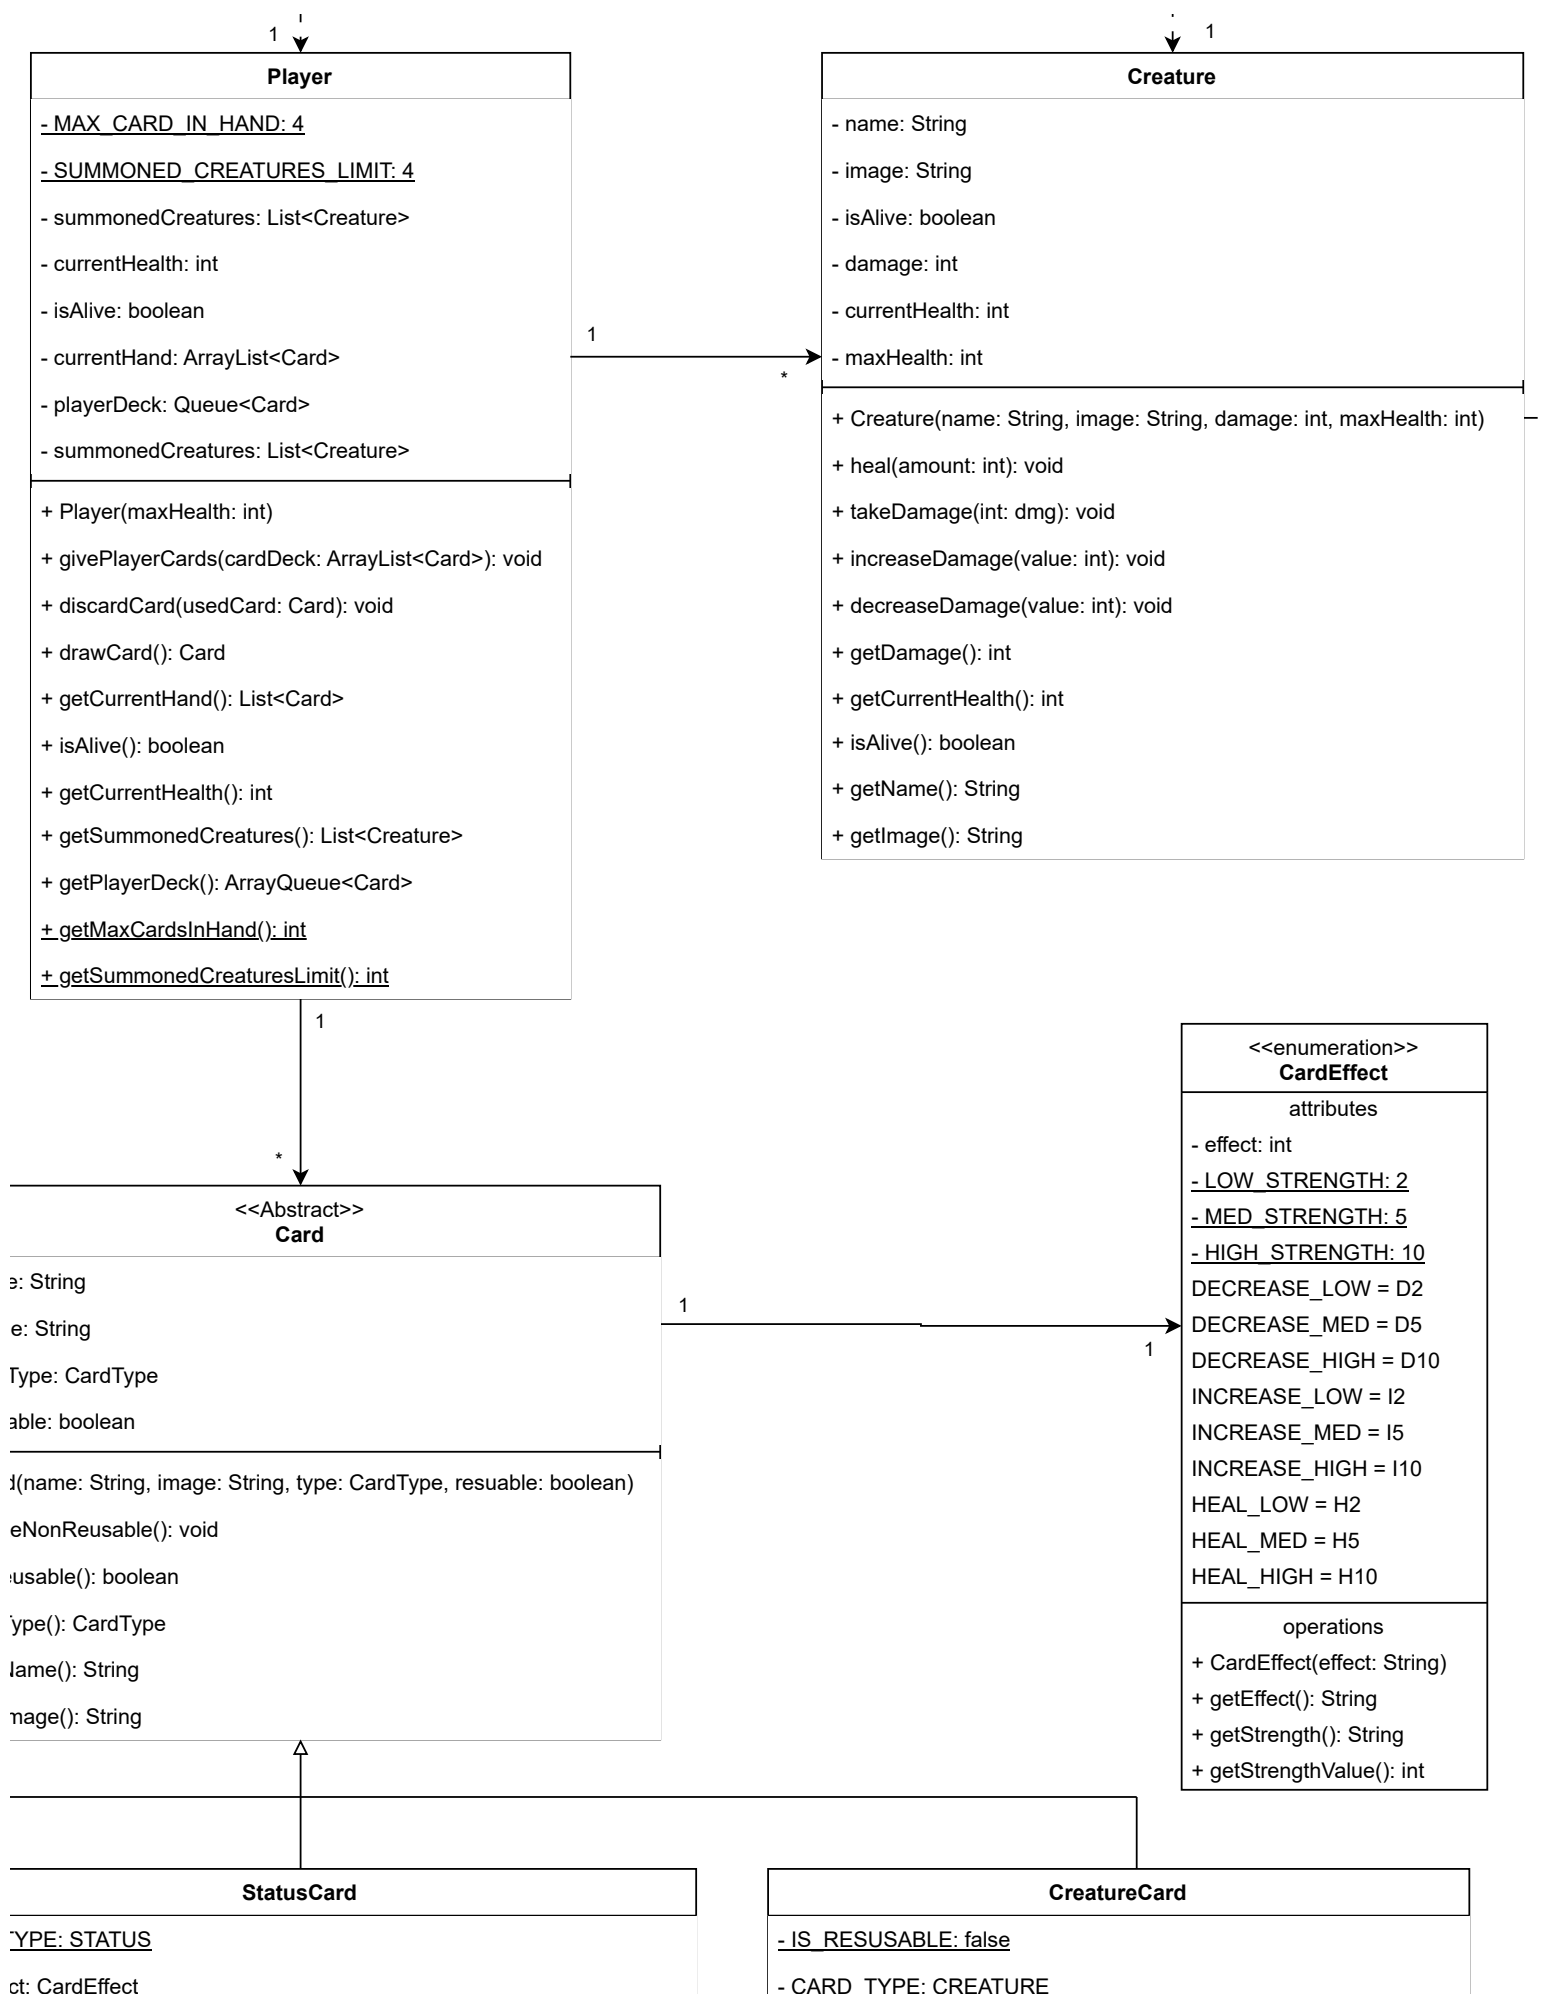 1
Player
- MAX_CARD_IN_HAND: 4
- SUMMONED_CREATURES_LIMIT: 4
- summonedCreatures: List<Creature>
- currentHealth: int
- isAlive: boolean
- currentHand: ArrayList<Card>
- playerDeck: Queue<Card>
- summonedCreatures: List<Creature>
+ Player(maxHealth: int)
+ givePlayerCards(cardDeck: ArrayList<Card>): void
+ discardCard(usedCard: Card): void
+ drawCard(): Card
+ getCurrentHand(): List<Card>
+ isAlive(): boolean
+ getCurrentHealth(): int
+ getSummonedCreatures(): List<Creature>
+ getPlayerDeck(): ArrayQueue<Card>
+ getMaxCardsInHand(): int
+ getSummonedCreaturesLimit(): int
1
*
1
Creature
- name: String
- image: String
- isAlive: boolean
- damage: int
- currentHealth: int
- maxHealth: int
+ Creature(name: String, image: String, damage: int, maxHealth: int)
+ heal(amount: int): void
+ takeDamage(int: dmg): void
+ increaseDamage(value: int): void
+ decreaseDamage(value: int): void
+ getDamage(): int
+ getCurrentHealth(): int
+ isAlive(): boolean
+ getName(): String
+ getImage(): String
1
*
<<Abstract>>
Card
e: String
e: String
Type: CardType
able: boolean
d(name: String, image: String, type: CardType, resuable: boolean)
eNonReusable(): void
eusable(): boolean
Type(): CardType
Name(): String
mage(): String
1
1
<<enumeration>>
CardEffect
attributes
- effect: int
- LOW_STRENGTH: 2
- MED_STRENGTH: 5
- HIGH_STRENGTH: 10
DECREASE_LOW = D2
DECREASE_MED = D5
DECREASE_HIGH = D10
INCREASE_LOW = I2
INCREASE_MED = I5
INCREASE_HIGH = I10
HEAL_LOW = H2
HEAL_MED = H5
HEAL_HIGH = H10
operations
+ CardEffect(effect: String)
+ getEffect(): String
+ getStrength(): String
+ getStrengthValue(): int
StatusCard
TYPE: STATUS
ct: CardEffect
CreatureCard
- IS_RESUSABLE: false
- CARD_TYPE: CREATURE